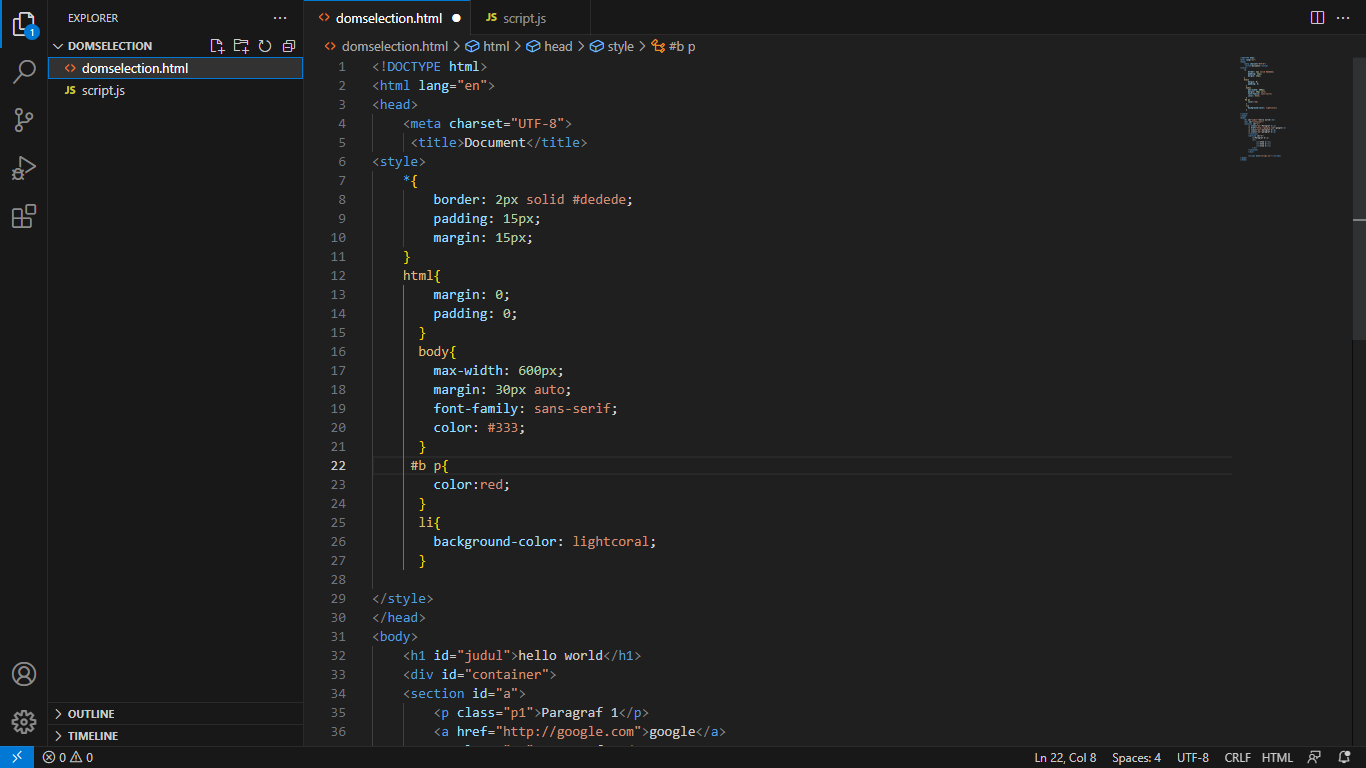 EXPLORER
DOMSELECTION
domselection.html
JS script.js
OUTLINE
TIMELINE
1
domselection.html
JS script.js
domselection.html > html > head > style > #b p
1 <!DOCTYPE html>
2 <html lang="en">
3 <head>
4 <meta charset="UTF-8">
5 <title>Document</title>
6 <style>
7 *{
8 border: 2px solid #dedede;
9 padding: 15px;
10 margin: 15px;
11 }
12 html{
13 margin: 0;
14 padding: 0;
15 }
16 body{
17 max-width: 600px;
18 margin: 30px auto;
19 font-family: sans-serif;
20 color: #333;
21 }
22 #b p{
23 color:red;
24 }
25 li{
26 background-color: lightcoral;
27 }
28
29 </style>
30 </head>
31 <body>
32 <h1 id="judul">hello world</h1>
33 <div id="container">
34 <section id="a">
35 <p class="p1">Paragraf 1</p>
36 <a href="http://google.com">google</a>
0 0
Ln 22, Col 8 Spaces: 4 UTF-8 CRLF HTML